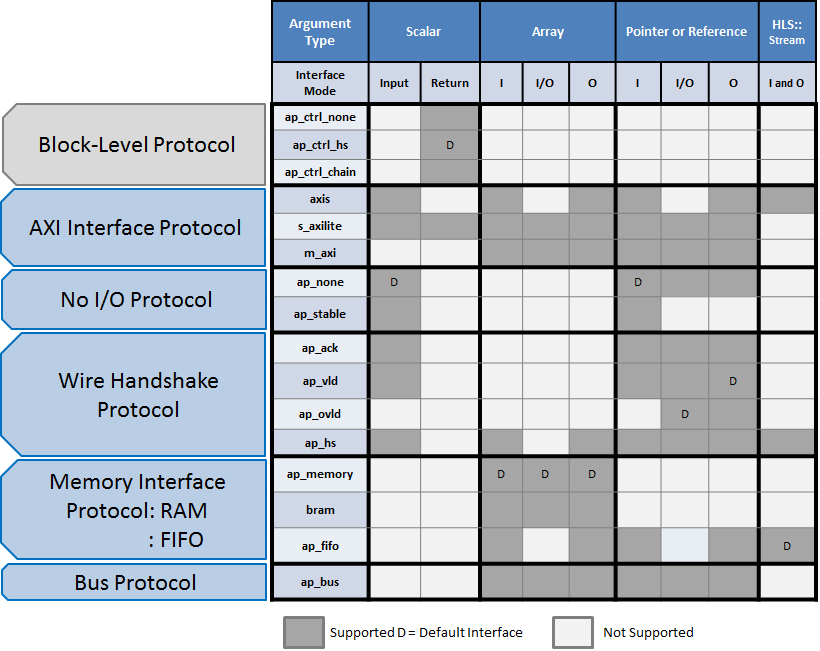 Argument Type Scalar Array Pointer or Reference HLS:: Stream
Interface Mode Input Return I I/O O I I/O O I and O
Block-Level Protocol
ap_ctrl_none
ap_ctrl_hs D
ap_ctrl_chain
AXI Interface Protocol
axis
s_axilite
m_axi
No I/O Protocol
ap_none D D
ap_stable
Wire Handshake
Protocol
ap_ack
ap_vld D
ap_ovld D
ap_hs
Memory Interface
Protocol: RAM
: FIFO
ap_memory D D D
bram
ap_fifo D
Bus Protocol
ap_bus
Supported D = Default Interface Not Supported